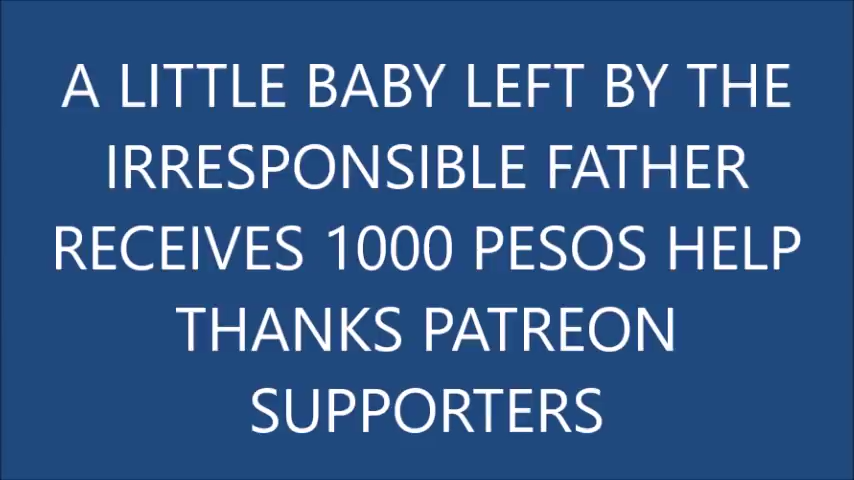 A LITTLE BABY LEFT BY THE
IRRESPONSIBLE FATHER
RECEIVES 1000 PESOS HELP
THANKS PATREON
SUPPORTERS